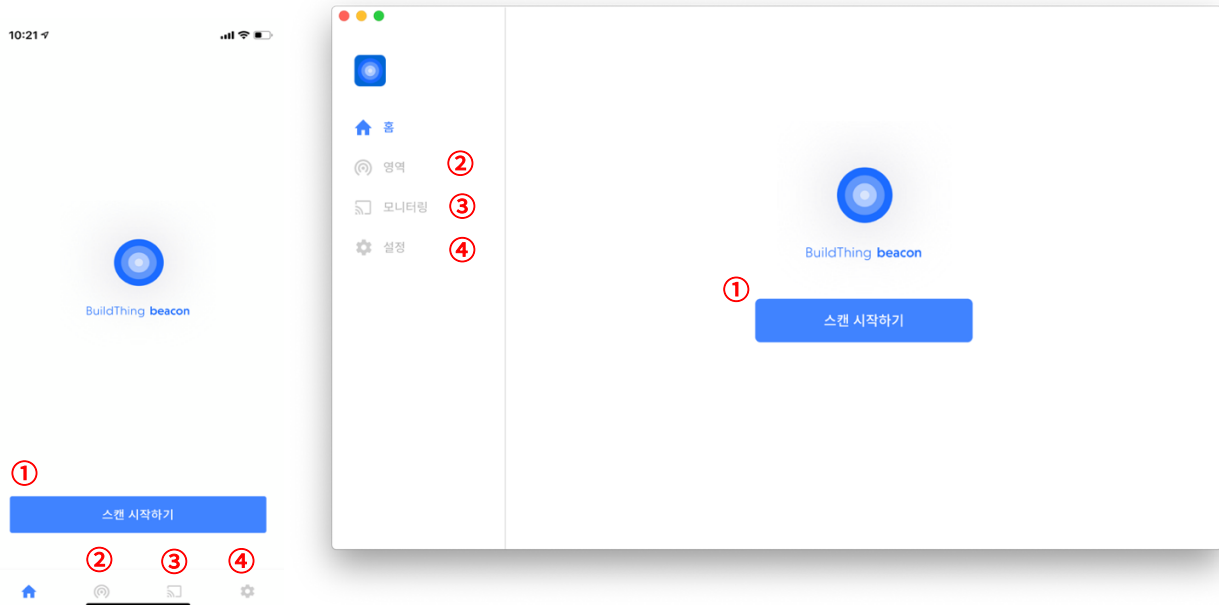 10:21
BuildThing beacon
①
스캔 시작하기
②
③
④
홈
영역
②
모니터링
③
설정
④
BuildThing beacon
①
스캔 시작하기